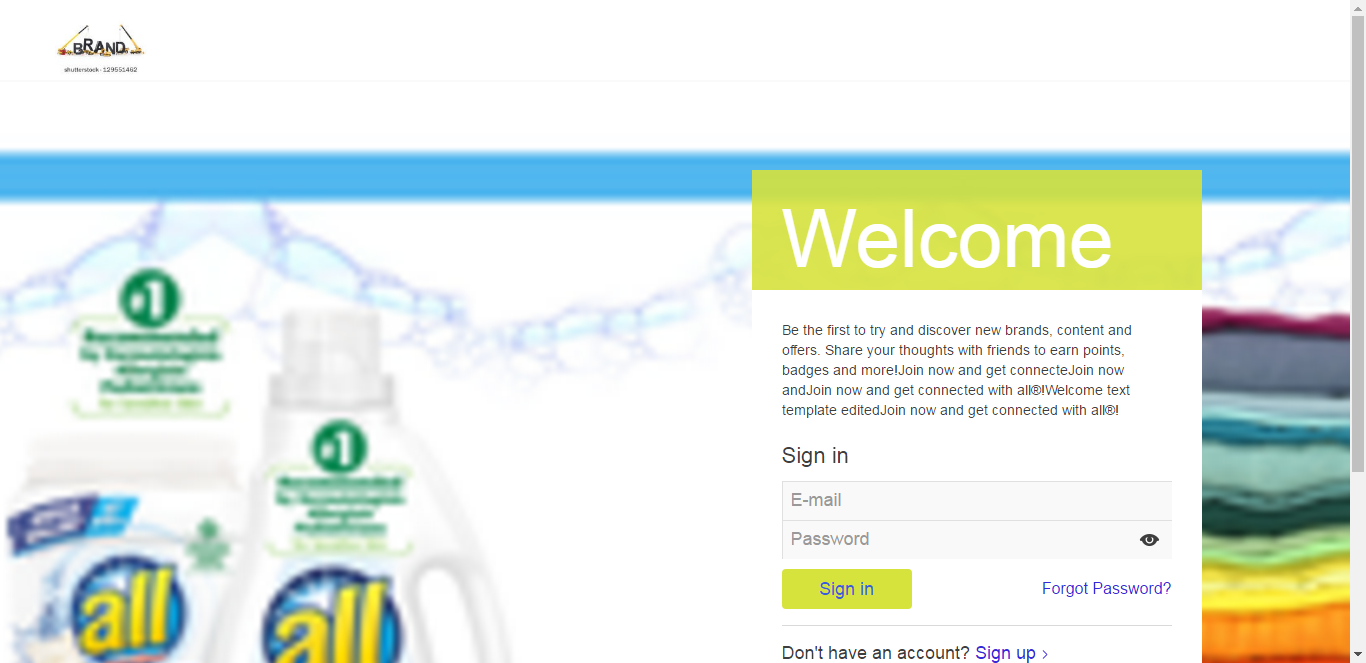 BRAND
shutterstock · 129551462
Welcome
Be the first to try and discover new brands, content and
offers. Share your thoughts with friends to earn points,
badges and more!Join now and get connecteJoin now
andJoin now and get connected with all®!Welcome text
template editedJoin now and get connected with all®!
Sign in
E-mail
Password
Sign in
Forgot Password?
Don't have an account? Sign up ›
#1
Recommended
#1
all
all